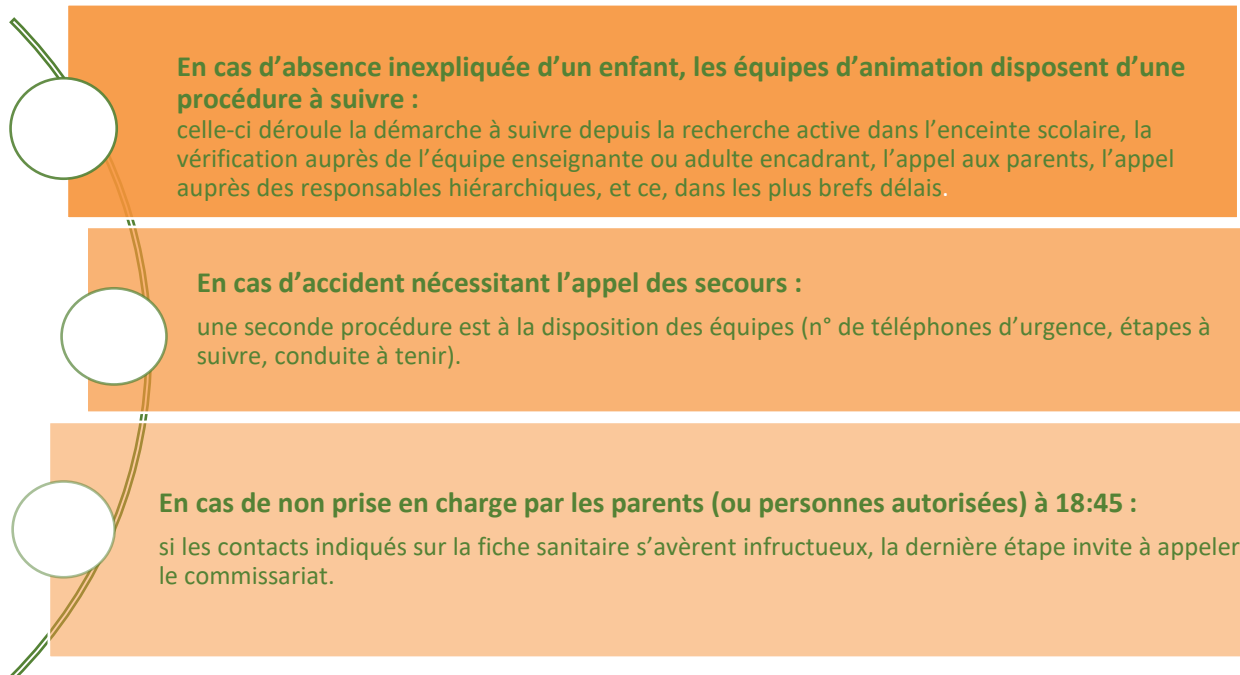 En cas d’absence inexpliquée d’un enfant, les équipes d’animation disposent d’une
procédure à suivre :
celle-ci déroule la démarche à suivre depuis la recherche active dans l’enceinte scolaire, la
vérification auprès de l’équipe enseignante ou adulte encadrant, l’appel aux parents, l’appel
auprès des responsables hiérarchiques, et ce, dans les plus brefs délais.
En cas d’accident nécessitant l’appel des secours :
une seconde procédure est à la disposition des équipes (n° de téléphones d’urgence, étapes à
suivre, conduite à tenir).
En cas de non prise en charge par les parents (ou personnes autorisées) à 18:45 :
si les contacts indiqués sur la fiche sanitaire s’avèrent infructueux, la dernière étape invite à appeler
le commissariat.